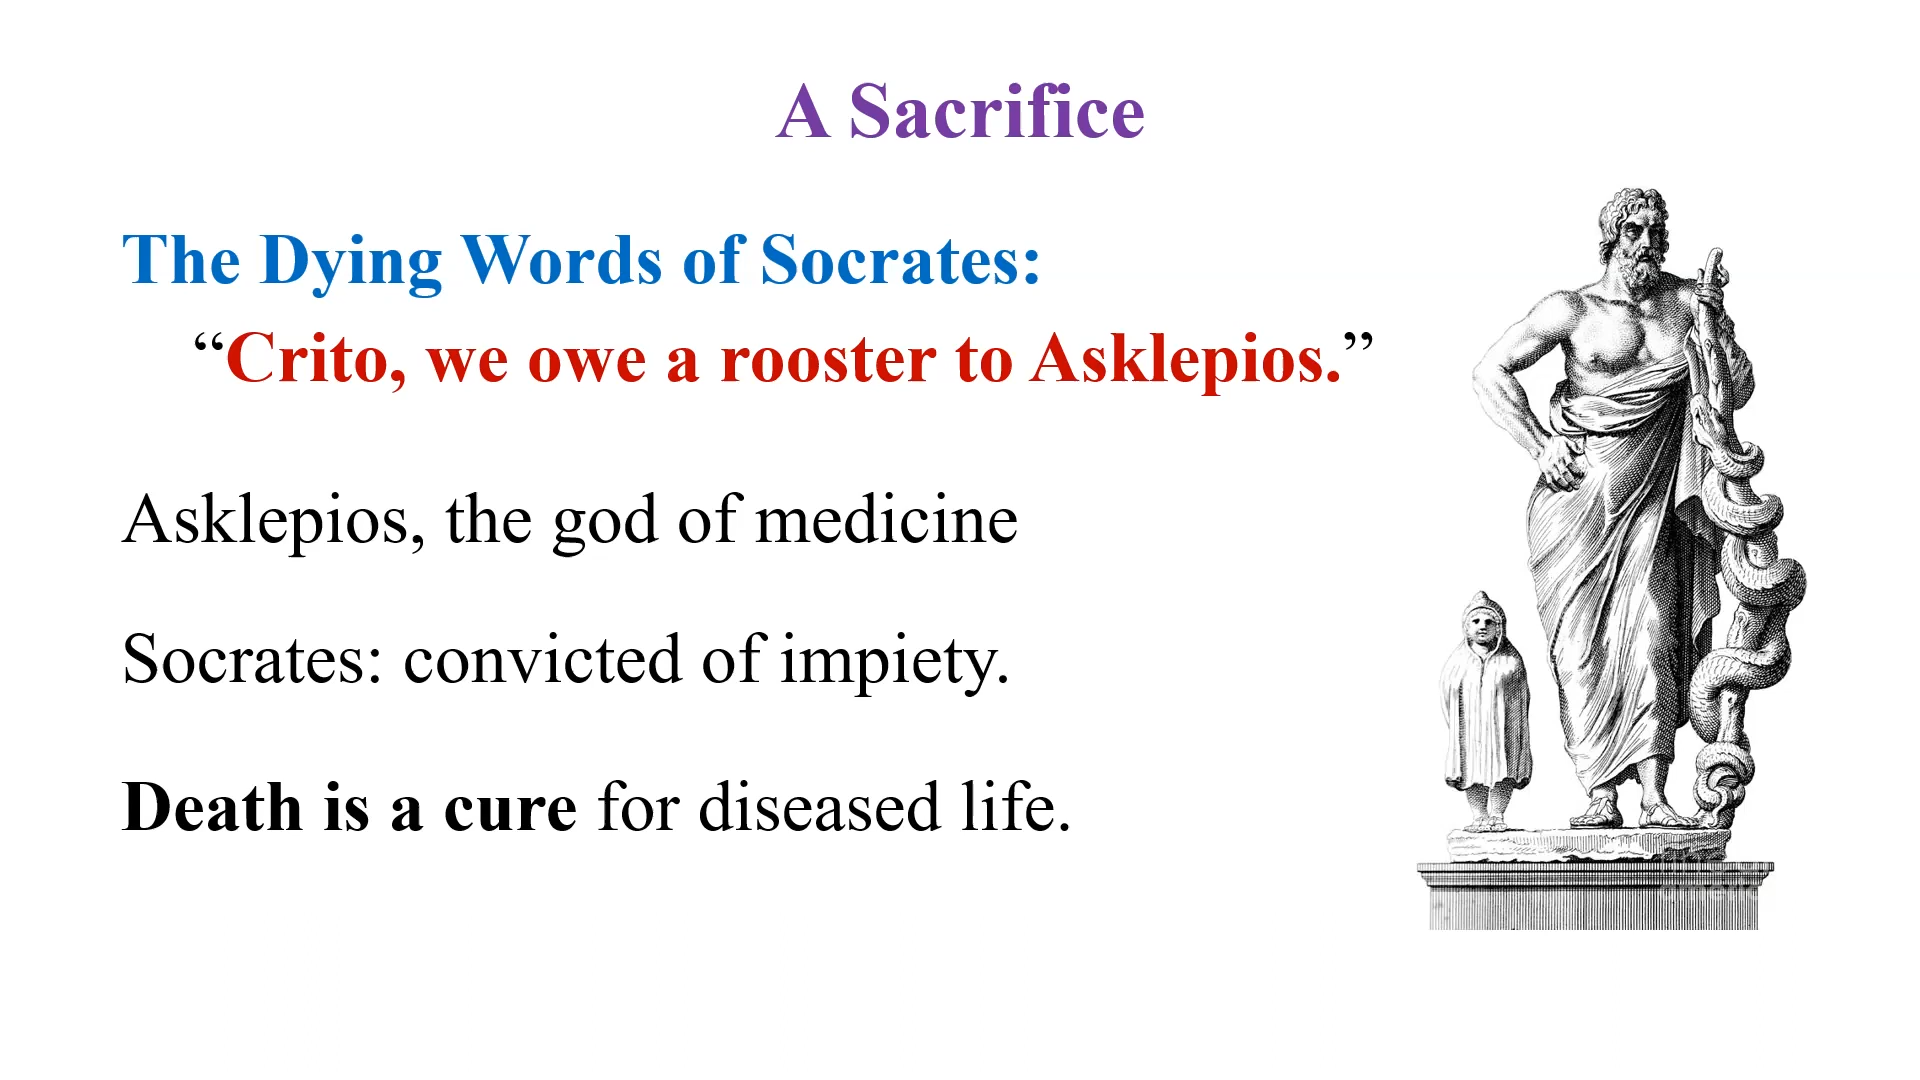 A Sacrifice
The Dying Words of Socrates:
“Crito, we owe a rooster to Asklepios.”
Asklepios, the god of medicine
Socrates: convicted of impiety.
Death is a cure for diseased life.